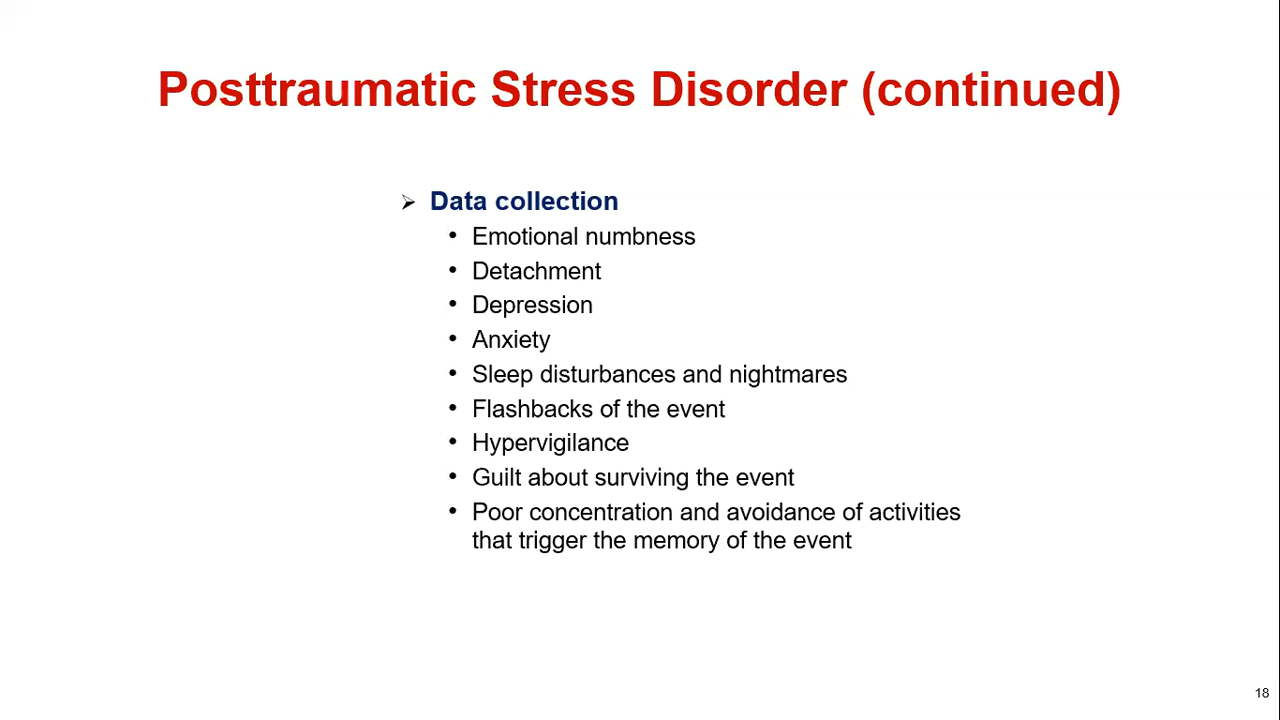 Posttraumatic Stress Disorder (continued)
➢ Data collection
• Emotional numbness
• Detachment
• Depression
• Anxiety
• Sleep disturbances and nightmares
• Flashbacks of the event
• Hypervigilance
• Guilt about surviving the event
• Poor concentration and avoidance of activities
that trigger the memory of the event
18